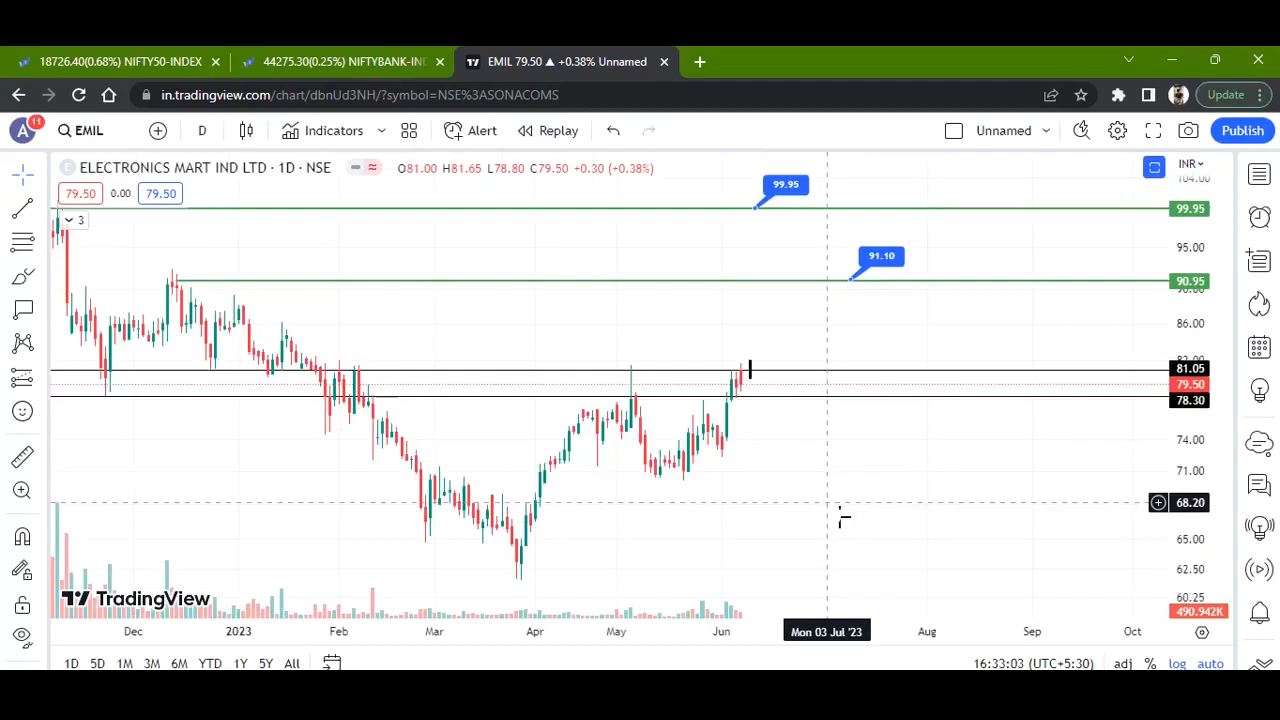 18726.40(0.68%) NIFTY50-INDEX
44275.30(0.25%) NIFTYBANK-IND
EMIL 79.50 ▲ +0.38% Unnamed
in.tradingview.com/chart/dbnUd3NH/?symbol=NSE%3ASONACOMS
Update
A
11
EMIL
D
Indicators
Alert
Replay
Unnamed
Publish
E
ELECTRONICS MART IND LTD · 1D · NSE
O81.00 H81.65 L78.80 C79.50 +0.30 (+0.38%)
INR
79.50
0.00
79.50
3
99.95
91.10
104.00
99.95
95.00
90.95
90.00
86.00
82.00
81.05
79.50
78.30
74.00
71.00
68.20
65.00
62.50
60.25
490.942K
TradingView
Dec
2023
Feb
Mar
Apr
May
Jun
Mon 03 Jul '23
Aug
Sep
Oct
1D 5D 1M 3M 6M YTD 1Y 5Y All
16:33:03 (UTC+5:30)
adj % log auto